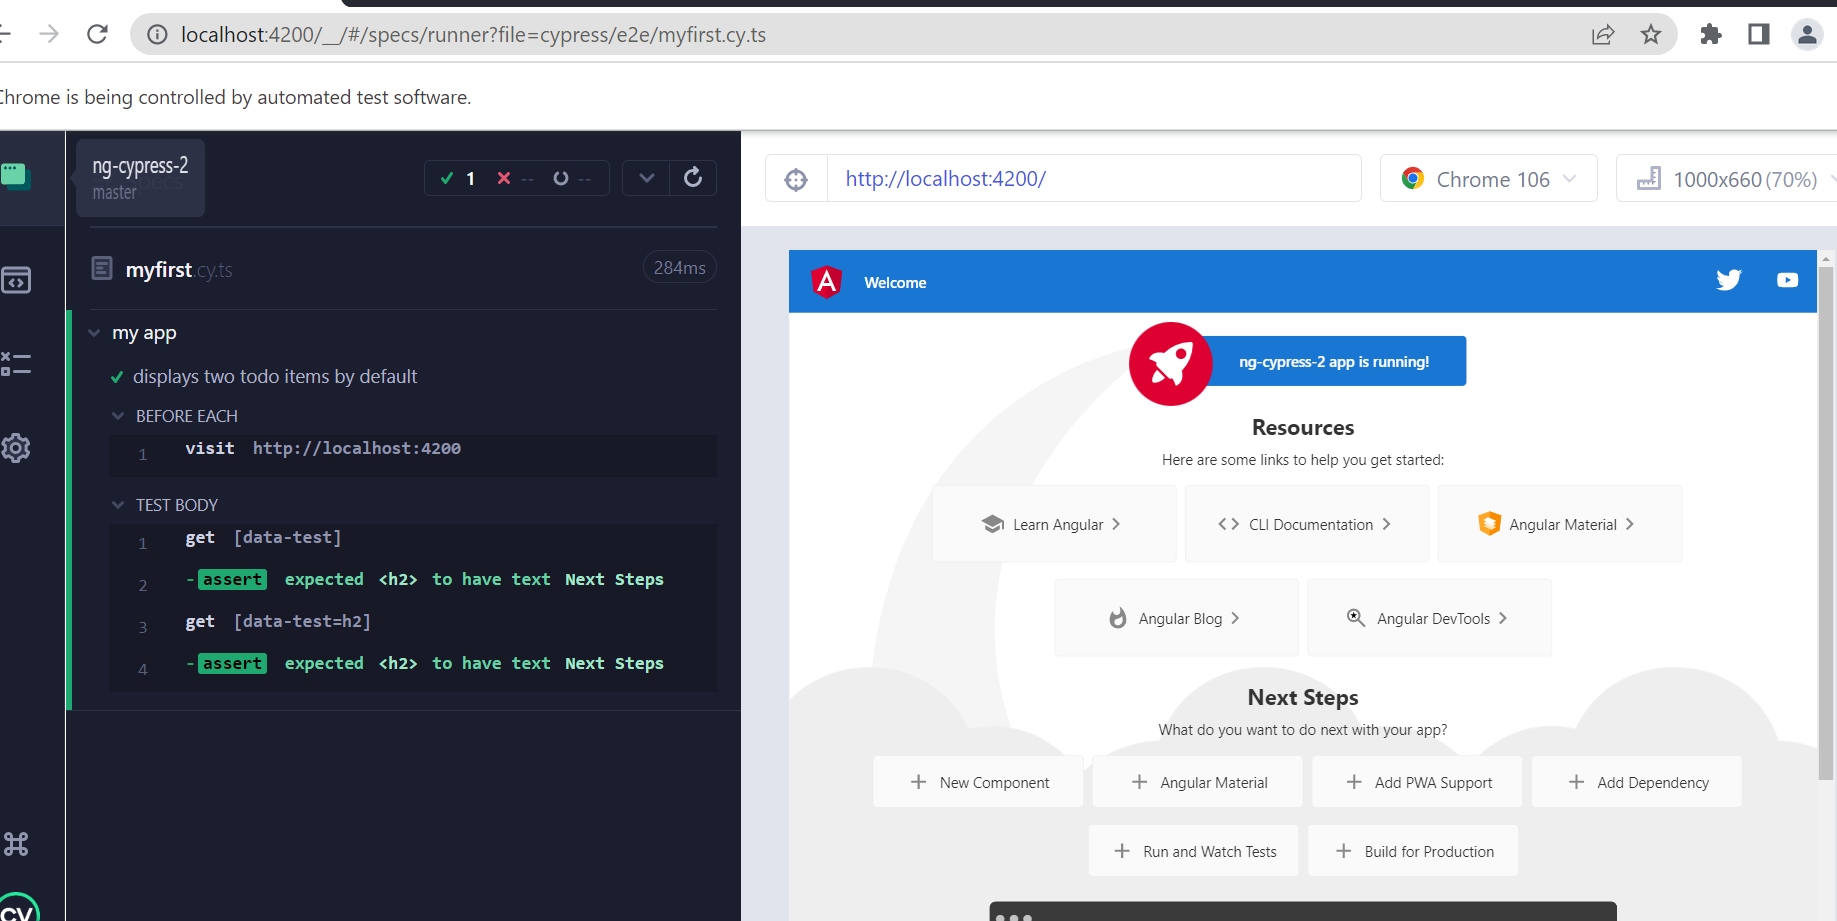 localhost:4200/__/#/specs/runner?file=cypress/e2e/myfirst.cy.ts
Chrome is being controlled by automated test software.
ng-cypress-2
master
specs
1 -- --
http://localhost:4200/
Chrome 106
1000x660 (70%)
myfirst.cy.ts
284ms
my app
displays two todo items by default
BEFORE EACH
1 visit http://localhost:4200
TEST BODY
1 get [data-test]
2 -assert expected <h2> to have text Next Steps
3 get [data-test=h2]
4 -assert expected <h2> to have text Next Steps
A
Welcome
ng-cypress-2 app is running!
Resources
Here are some links to help you get started:
Learn Angular
CLI Documentation
Angular Material
Angular Blog
Angular DevTools
Next Steps
What do you want to do next with your app?
New Component
Angular Material
Add PWA Support
Add Dependency
Run and Watch Tests
Build for Production
cy